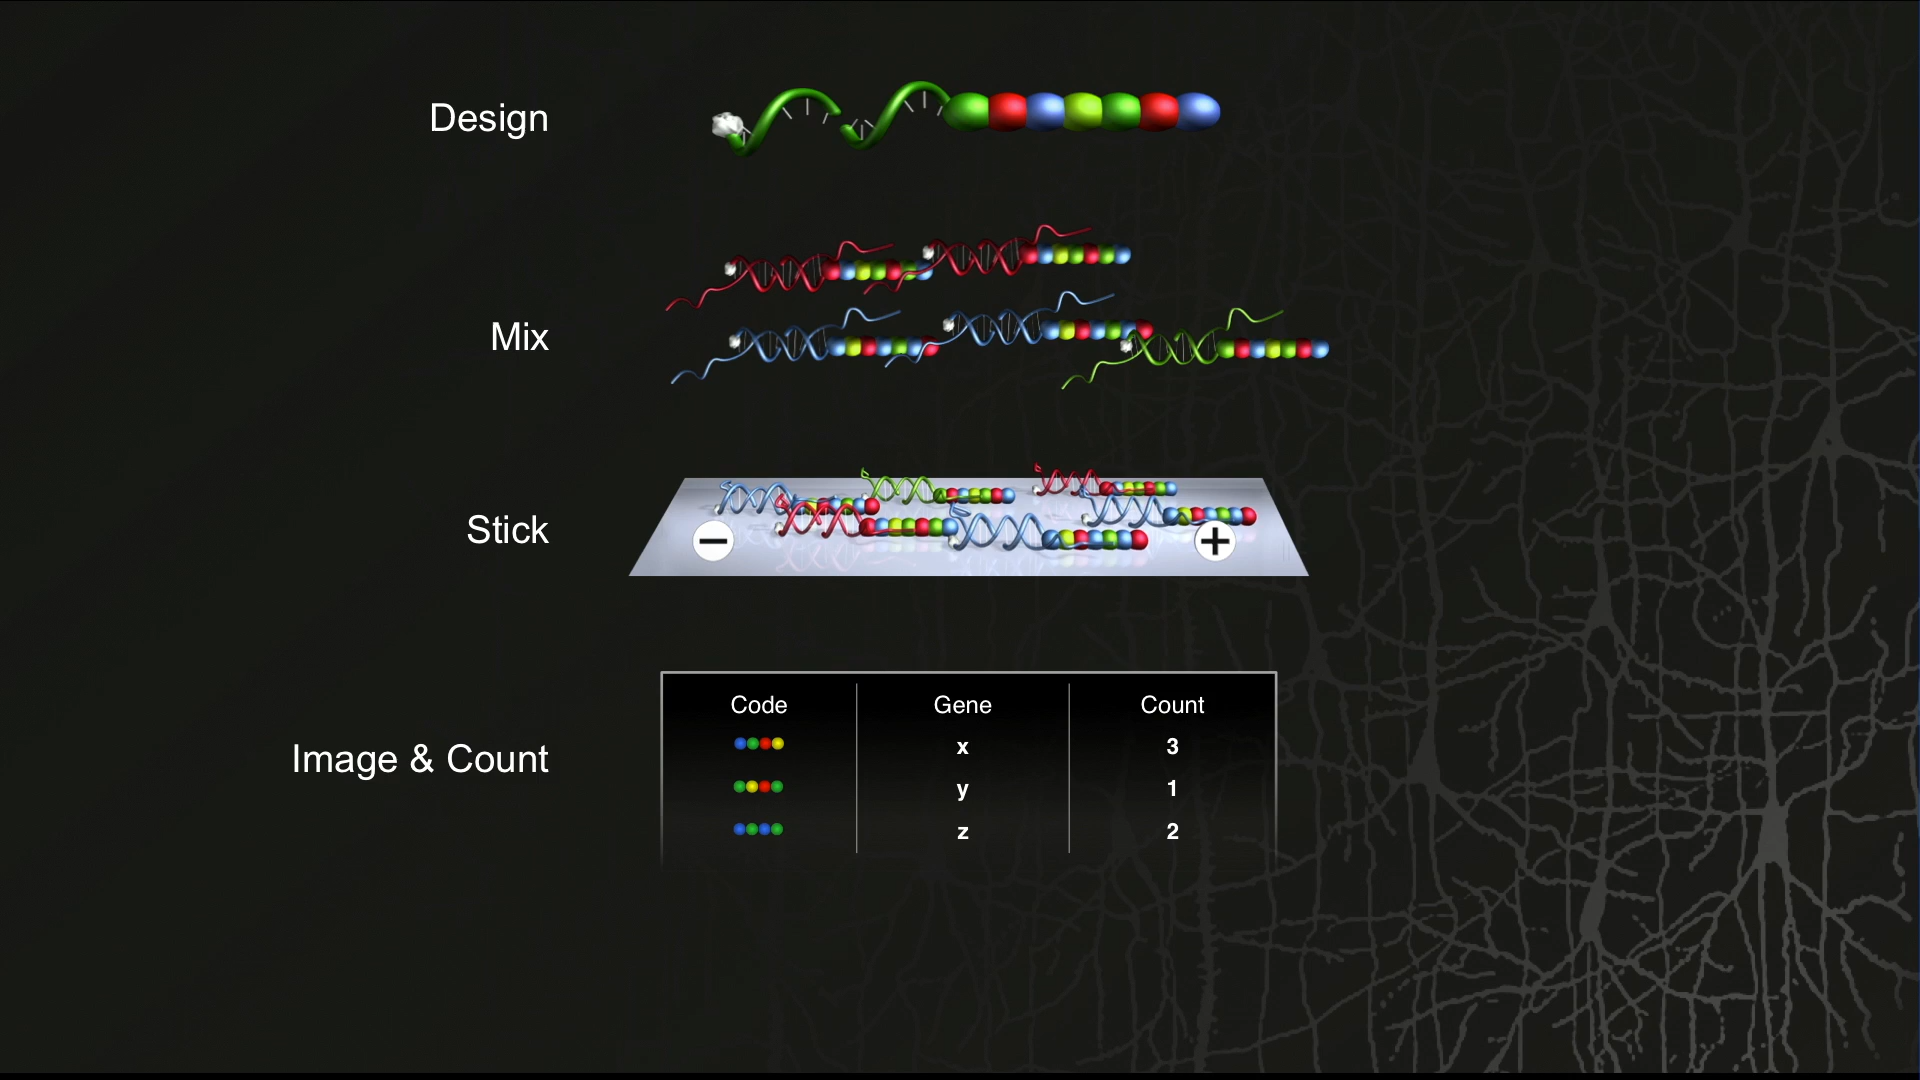 Design
Mix
Stick
− +
Image & Count
Code Gene Count
x 3
y 1
z 2